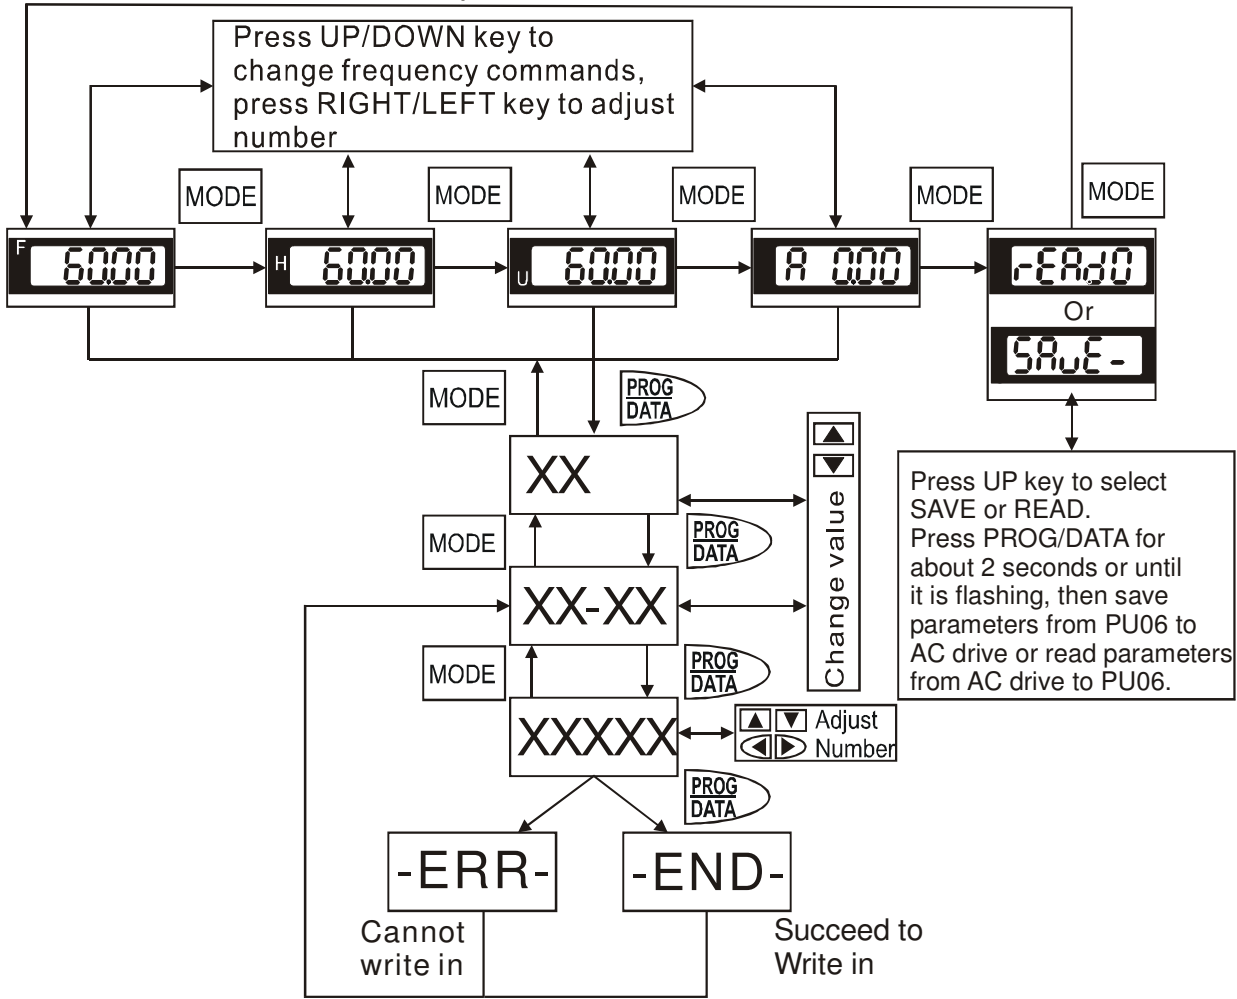 Press UP/DOWN key to
change frequency commands,
press RIGHT/LEFT key to adjust
number
MODE
MODE
MODE
MODE
MODE
F 60.00
H 60.00
U 60.00
A 0.00
rEAd0
Or
SAvE-
MODE
PROG
DATA
XX
MODE
PROG
DATA
XX-XX
MODE
PROG
DATA
XXXXX
Change value
Adjust
Number
PROG
DATA
Press UP key to select
SAVE or READ.
Press PROG/DATA for
about 2 seconds or until
it is flashing, then save
parameters from PU06 to
AC drive or read parameters
from AC drive to PU06.
-ERR-
-END-
Cannot
write in
Succeed to
Write in